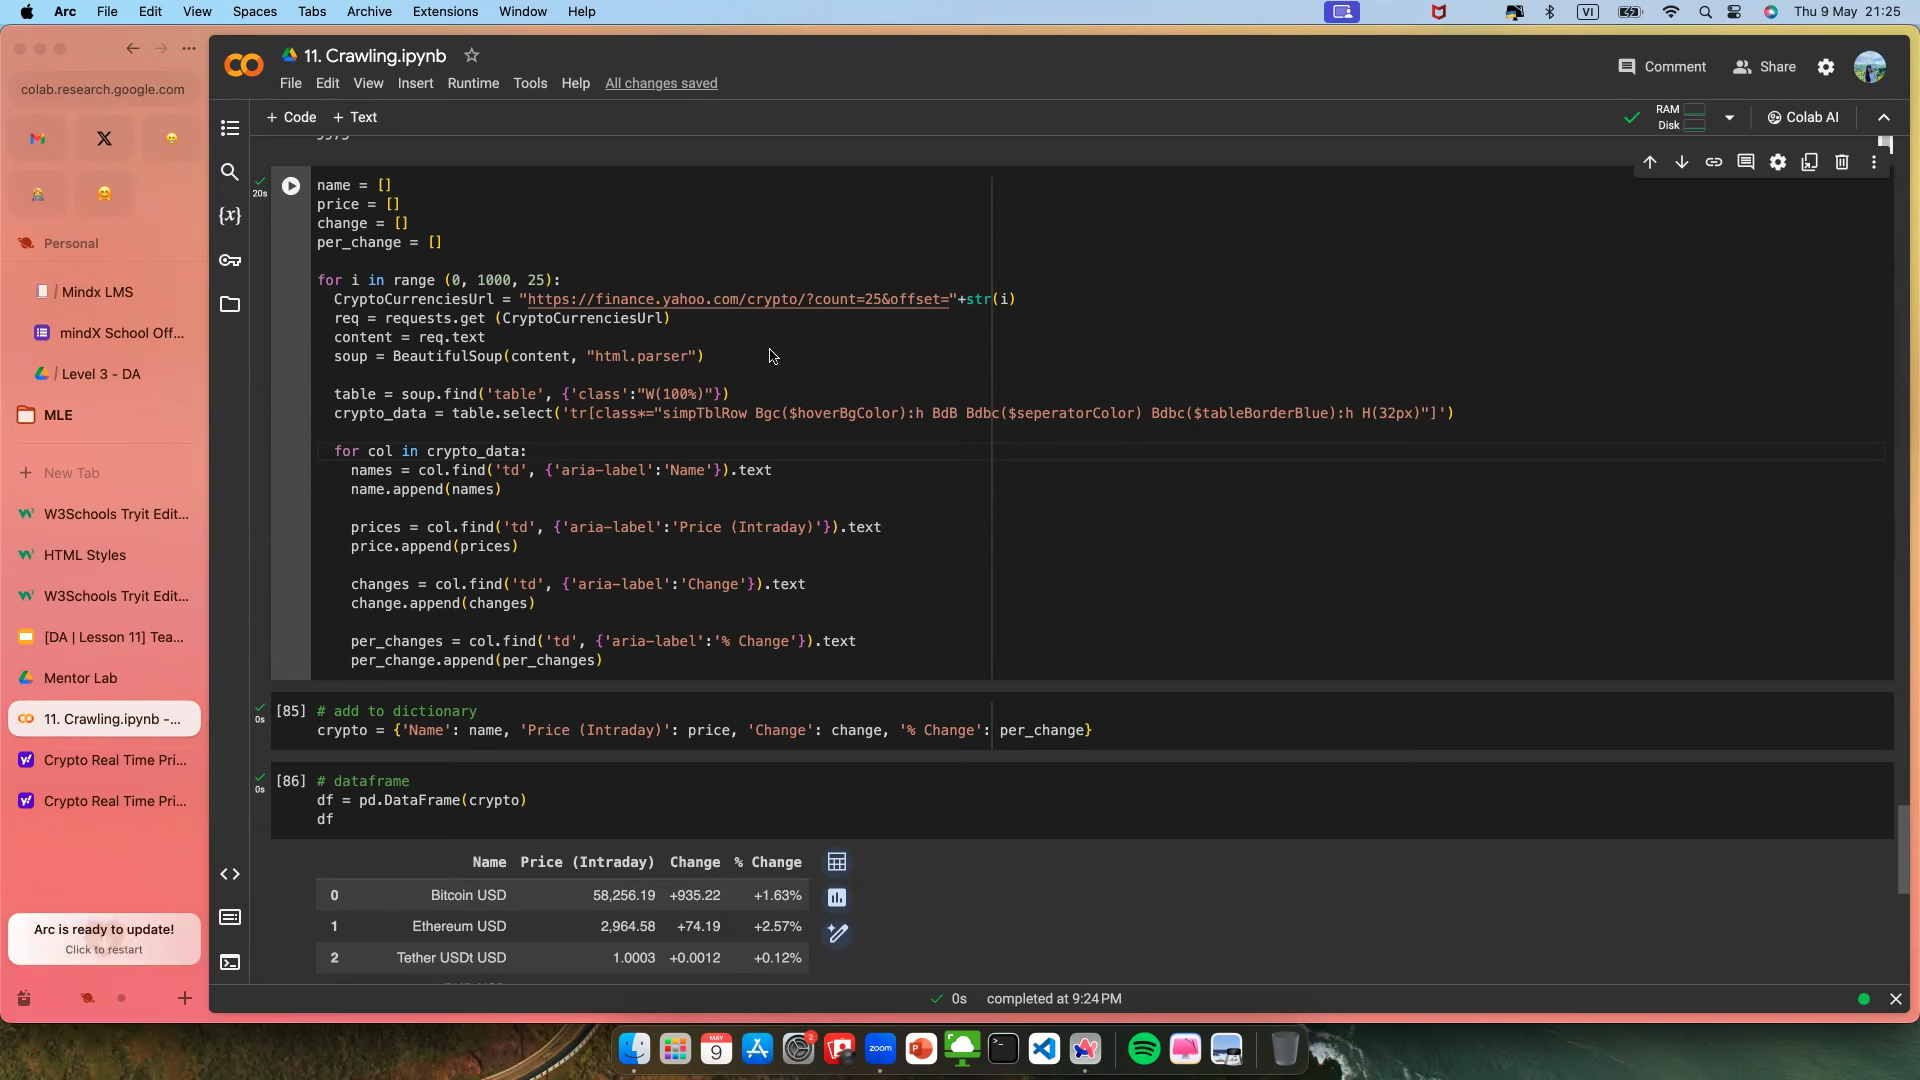 Arc File Edit View Spaces Tabs Archive Extensions Window Help VI Thu 9 May 21:25
colab.research.google.com
Personal
/ Mindx LMS
mindX School Off...
/ Level 3 - DA
MLE
+ New Tab
W3Schools Tryit Edit...
HTML Styles
W3Schools Tryit Edit...
[DA | Lesson 11] Tea...
Mentor Lab
11. Crawling.ipynb -...
Crypto Real Time Pri...
Crypto Real Time Pri...
Arc is ready to update!
Click to restart
11. Crawling.ipynb
File Edit View Insert Runtime Tools Help All changes saved
Comment Share
+ Code + Text
RAM
Disk
Colab AI
20s
name = []
price = []
change = []
per_change = []
for i in range (0, 1000, 25):
CryptoCurrenciesUrl = "https://finance.yahoo.com/crypto/?count=25&offset="+str(i)
req = requests.get (CryptoCurrenciesUrl)
content = req.text
soup = BeautifulSoup(content, "html.parser")
table = soup.find('table', {'class':"W(100%)"})
crypto_data = table.select('tr[class*="simpTblRow Bgc($hoverBgColor):h BdB Bdbc($seperatorColor) Bdbc($tableBorderBlue):h H(32px)"]')
for col in crypto_data:
names = col.find('td', {'aria-label':'Name'}).text
name.append(names)
prices = col.find('td', {'aria-label':'Price (Intraday)'}).text
price.append(prices)
changes = col.find('td', {'aria-label':'Change'}).text
change.append(changes)
per_changes = col.find('td', {'aria-label':'% Change'}).text
per_change.append(per_changes)
0s
[85] # add to dictionary
crypto = {'Name': name, 'Price (Intraday)': price, 'Change': change, '% Change': per_change}
0s
[86] # dataframe
df = pd.DataFrame(crypto)
df
Name Price (Intraday) Change % Change
0 Bitcoin USD 58,256.19 +935.22 +1.63%
1 Ethereum USD 2,964.58 +74.19 +2.57%
2 Tether USDt USD 1.0003 +0.0012 +0.12%
0s completed at 9:24 PM
MAY
9
2
zoom